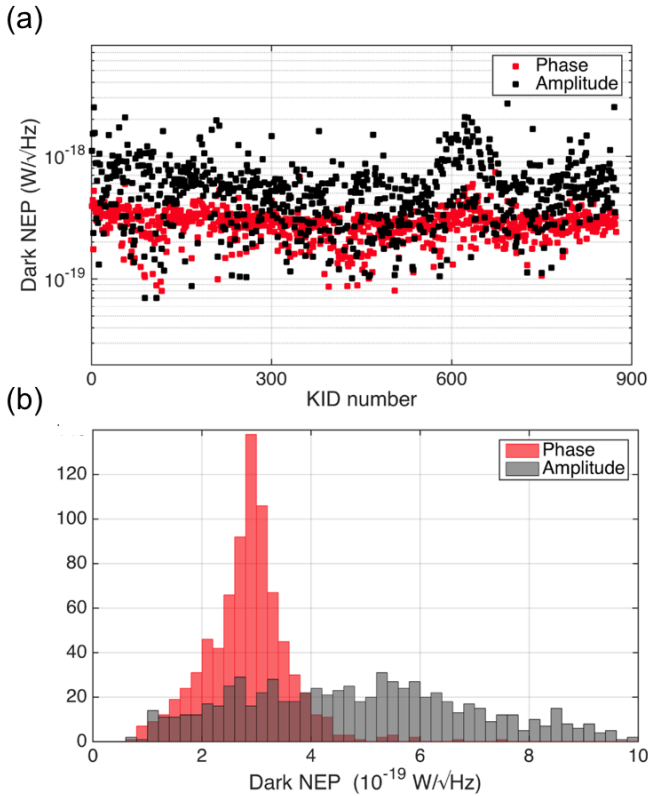 (a)
Phase
Amplitude
10⁻¹⁸
10⁻¹⁹
Dark NEP (W/√Hz)
0
300
600
900
KID number
(b)
Phase
Amplitude
120
100
80
60
40
20
0
0
2
4
6
8
10
Dark NEP (10⁻¹⁹ W/√Hz)